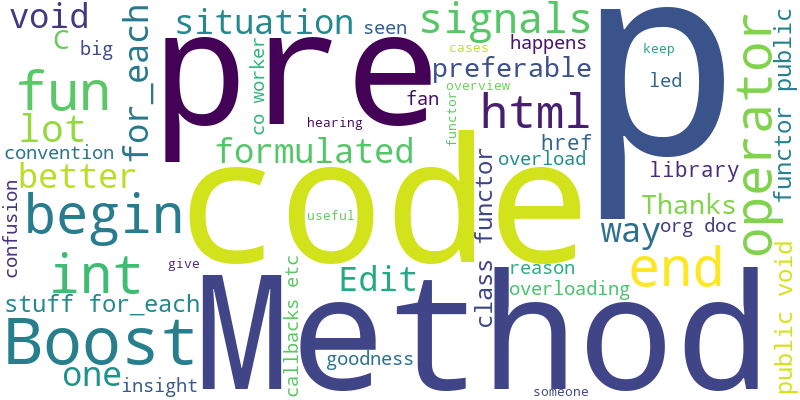 void
situation
seen
signals
C
big
for_each
co worker
pre
p
cases
happens
keep
preferable
led
overview
fun
fan
html
operator
functor public
hearing
functor
lot
convention
formulated
href
overload
library
better
class functor
code
Thanks
begin
useful
way
org doc
confusion
int
give
Edit
reason
end
overloading
stuff for_each
callbacks etc
Method
public void
Boost
goodness
one
insight
someone